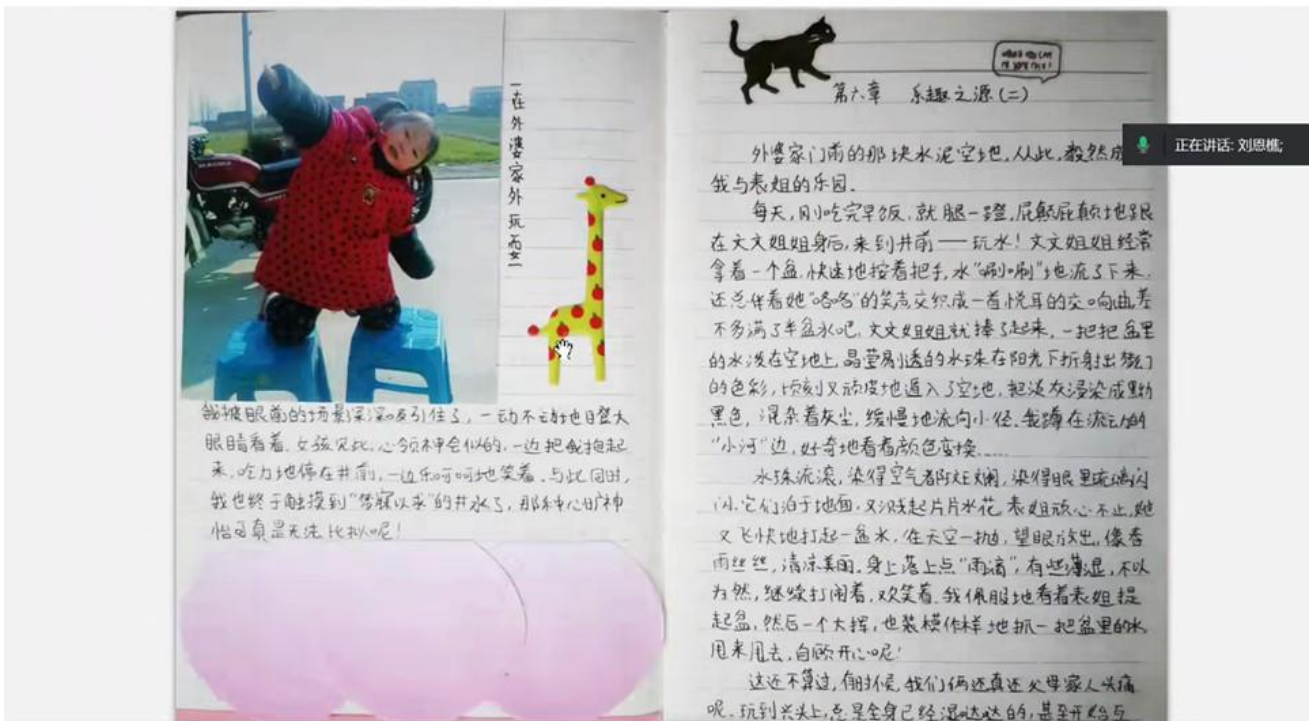 一在外婆家外玩耍一
我被眼前的场景深深吸引住了，一动不动地瞪大
眼睛看着。女孩见此，心领神会似的，一边把我抱起
来，吃力地停在井前，一边乐呵呵地笑着。与此同时，
我也终于触摸到“梦寐以求”的井水了，那种心旷神
怡可真是无法比拟呢！
第六章 乐趣之源（二）
外婆家门前的那块水泥空地，从此，毅然成
我与表姐的乐园。
每天，刚吃完早饭，就腿一蹬，屁颠屁颠地跟
在文文姐姐身后，来到井前——玩水！文文姐姐经常
拿着一个盆，快速地按着把手，水“唰唰”地流了下来，
还总伴着她“咯咯”的笑声交织成一首悦耳的交响曲。差
不多满了半盆水吧，文文姐姐就捧了起来，一把把盆里
的水泼在空地上，晶莹剔透的水珠在阳光下折射出
的色彩，顷刻又顽皮地遁入了空地，把淡灰浸染成黝
黑色，混杂着灰尘，缓慢地流向小径。我蹲在流动的
“小河”边，好奇地看着颜色变换……
水珠流滚，染得空气都阵灿斓，染得眼里琉璃闪
闪，它们泊于地面，又溅起片片水花。表姐玩心不止，她
又飞快地打起一盆水，在天空一抛，望眼放出，像春
雨丝丝，清凉美丽。身上落上点“雨滴”，有些薄湿，不以
为然，继续打闹着，欢笑着。我佩服地看着表姐提
起盆，然后一个大挥，也装模作样地抓一把盆里的水
甩来甩去，自顾开心呢！
这还不算过，有时候，我们俩还真还父母家人头痛
呢。玩到兴头上，总是全身已经湿哒哒的，甚至开始与
正在讲话: 刘恩樵;